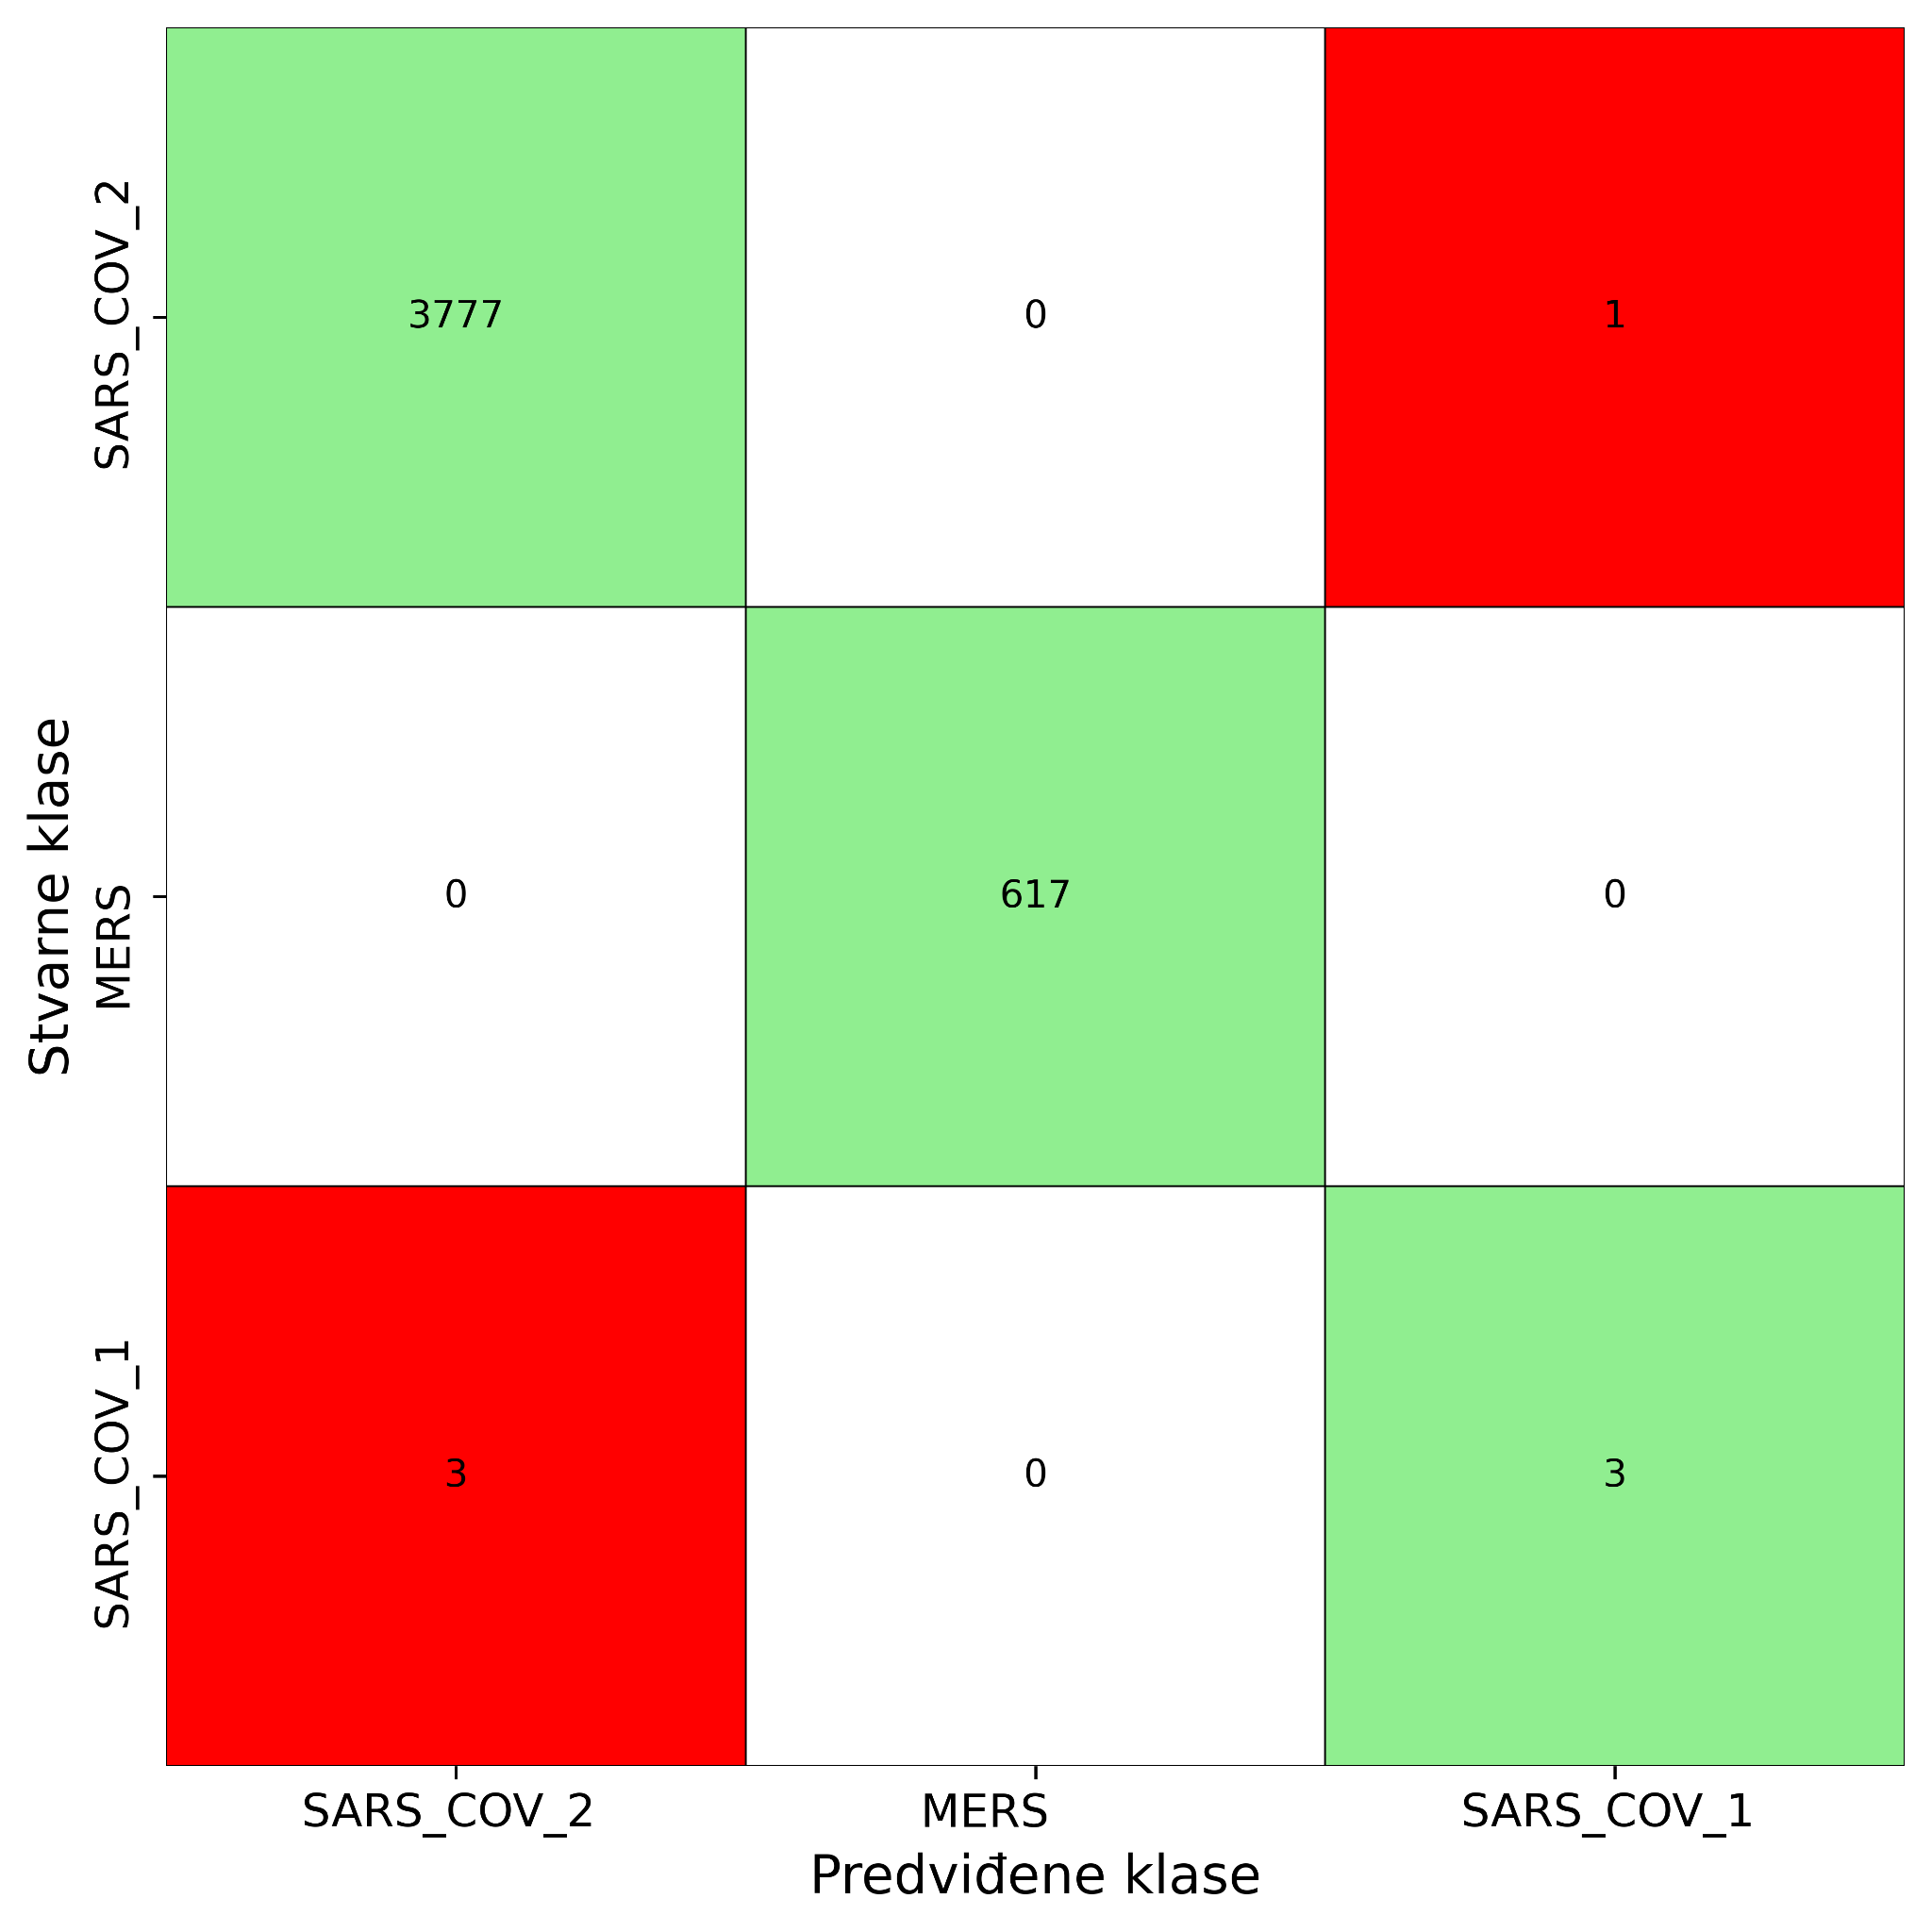 Stvarne klase
SARS_COV_2
3777
0
1
MERS
0
617
0
SARS_COV_1
3
0
3
SARS_COV_2
MERS
SARS_COV_1
Predviđene klase